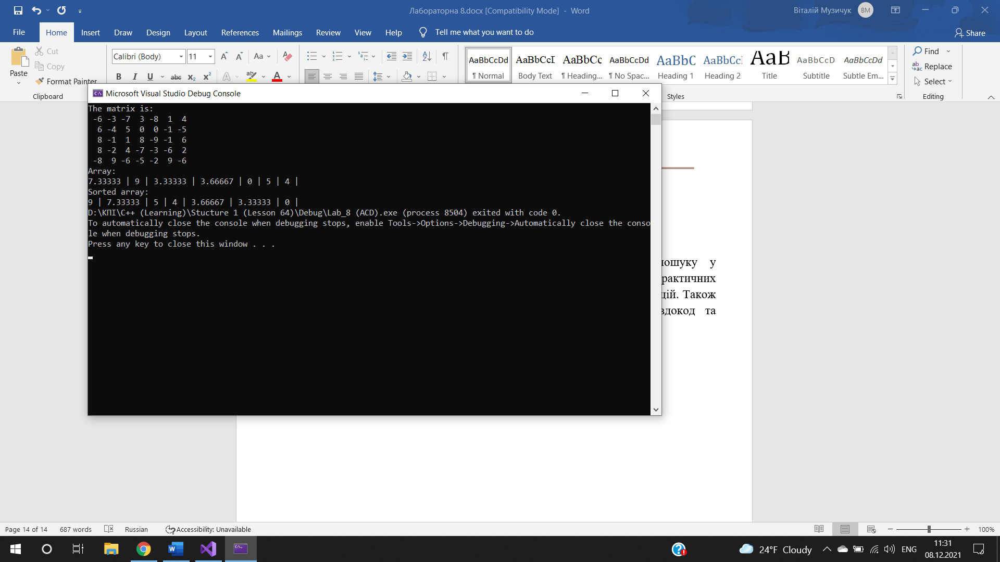 Лабораторна 8.docx [Compatibility Mode] - Word
Віталій Музичук
ВМ
File Home Insert Draw Design Layout References Mailings Review View Help Tell me what you want to do
Share
Paste
Cut
Copy
Format Painter
Clipboard
Calibri (Body) 11
AaBbCcDd ¶ Normal
AaBbCcI Body Text
AaBbCc ¶ Heading...
AaBbCcDd ¶ No Spac...
AaBbC Heading 1
AaBbCc Heading 2
AaB Title
AaBbCcD Subtitle
AaBbCcDd Subtle Em...
Styles
Find
Replace
Select
Editing
Microsoft Visual Studio Debug Console
The matrix is:
-6 -3 -7 3 -8 1 4
6 -4 5 0 0 -1 -5
8 -1 1 8 -9 -1 6
8 -2 4 -7 -3 -6 2
-8 9 -6 -5 -2 9 -6
Array:
7.33333 | 9 | 3.33333 | 3.66667 | 0 | 5 | 4 |
Sorted array:
9 | 7.33333 | 5 | 4 | 3.66667 | 3.33333 | 0 |
D:\КПІ\C++ (Learning)\Stucture 1 (Lesson 64)\Debug\Lab_8 (ACD).exe (process 8504) exited with code 0.
To automatically close the console when debugging stops, enable Tools->Options->Debugging->Automatically close the conso
le when debugging stops.
Press any key to close this window . . .
ошуку у
рактичних
цій. Також
вдокод та
Page 14 of 14 687 words Russian Accessibility: Unavailable
100%
24°F Cloudy
ENG
11:31
08.12.2021